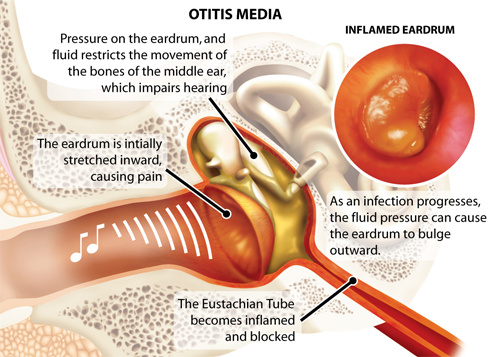 OTITIS MEDIA
Pressure on the eardrum, and
fluid restricts the movement of
the bones of the middle ear,
which impairs hearing
INFLAMED EARDRUM
The eardrum is intially
stretched inward,
causing pain
As an infection progresses,
the fluid pressure can cause
the eardrum to bulge
outward.
The Eustachian Tube
becomes inflamed
and blocked